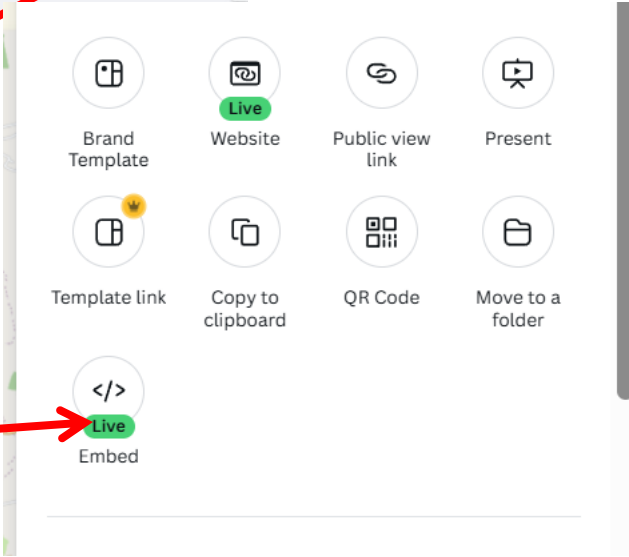 Live
Brand
Template
Website
Public view
link
Present
Template link
Copy to
clipboard
QR Code
Move to a
folder
</>
Live
Embed